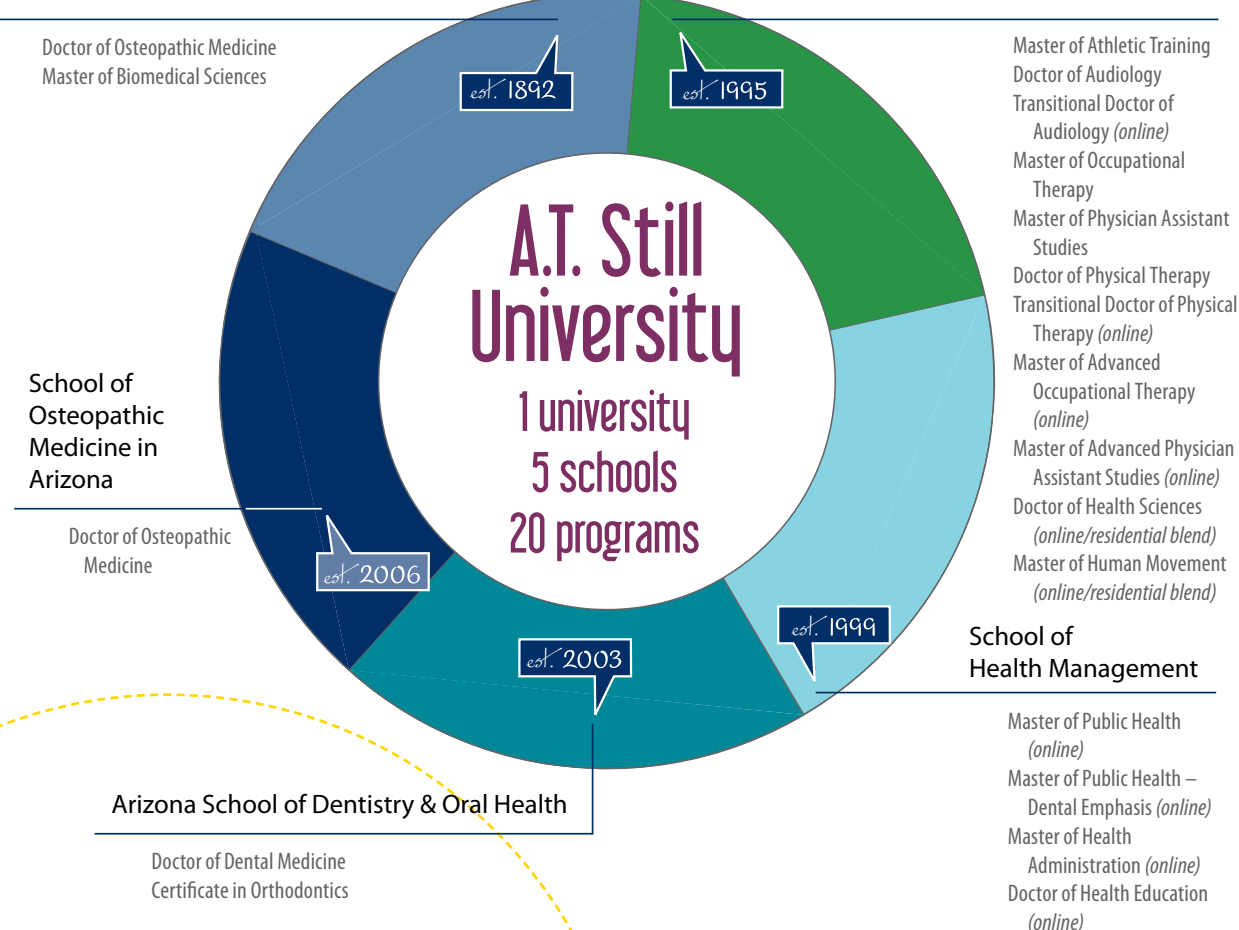 Doctor of Osteopathic Medicine
Master of Biomedical Sciences
est. 1892
est. 1995
Master of Athletic Training
Doctor of Audiology
Transitional Doctor of
Audiology (online)
Master of Occupational
Therapy
Master of Physician Assistant
Studies
Doctor of Physical Therapy
Transitional Doctor of Physical
Therapy (online)
Master of Advanced
Occupational Therapy
(online)
Master of Advanced Physician
Assistant Studies (online)
Doctor of Health Sciences
(online/residential blend)
Master of Human Movement
(online/residential blend)
A.T. Still
University
1 university
5 schools
20 programs
School of
Osteopathic
Medicine in
Arizona
Doctor of Osteopathic
Medicine
est. 2006
est. 2003
est. 1999
School of
Health Management
Master of Public Health
(online)
Master of Public Health –
Dental Emphasis (online)
Master of Health
Administration (online)
Doctor of Health Education
(online)
Arizona School of Dentistry & Oral Health
Doctor of Dental Medicine
Certificate in Orthodontics